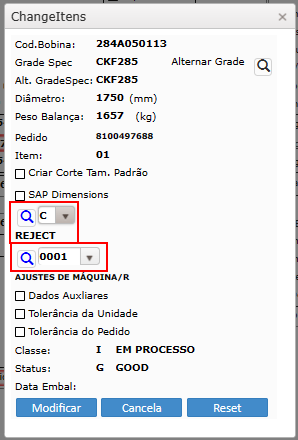 ChangeItens
Cod.Bobina: 284A050113
Grade Spec CKF285 Alternar Grade
Alt. GradeSpec: CKF285
Diâmetro: 1750 (mm)
Peso Balança: 1657 (kg)
Pedido 8100497688
Item: 01
Criar Corte Tam. Padrão
SAP Dimensions
C
REJECT
0001
AJUSTES DE MÁQUINA/R
Dados Auxliares
Tolerância da Unidade
Tolerância do Pedido
Classe: I EM PROCESSO
Status: G GOOD
Data Embal:
Modificar Cancela Reset